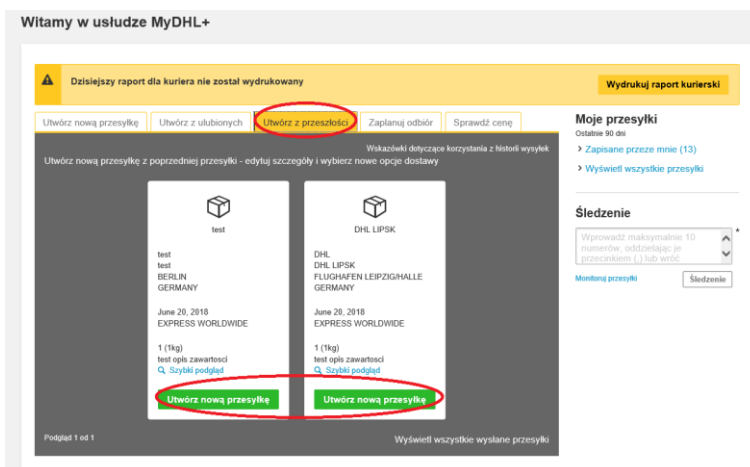 Witamy w usłudze MyDHL+
Dzisiejszy raport dla kuriera nie został wydrukowany
Wydrukuj raport kurierski
Utwórz nową przesyłkę
Utwórz z ulubionych
Utwórz z przeszłości
Zaplanuj odbiór
Sprawdź cenę
Wskazówki dotyczące korzystania z historii wysyłek
Utwórz nową przesyłkę z poprzedniej przesyłki - edytuj szczegóły i wybierz nowe opcje dostawy
test
test
test
BERLIN
GERMANY
June 20, 2018
EXPRESS WORLDWIDE
1 (1kg)
test opis zawartosci
Szybki podgląd
Utwórz nową przesyłkę
DHL LIPSK
DHL
DHL LIPSK
FLUGHAFEN LEIPZIG/HALLE
GERMANY
June 20, 2018
EXPRESS WORLDWIDE
1 (1kg)
test opis zawartosci
Szybki podgląd
Utwórz nową przesyłkę
Podgląd 1 od 1
Wyświetl wszystkie wysłane przesyłki
Moje przesyłki
Ostatnie 90 dni
Zapisane przeze mnie (13)
Wyświetl wszystkie przesyłki
Śledzenie
Wprowadź maksymalnie 10
numerów, oddzielając je
przecinkiem (,) lub wróć
*
Monitoruj przesyłki
Śledzenie